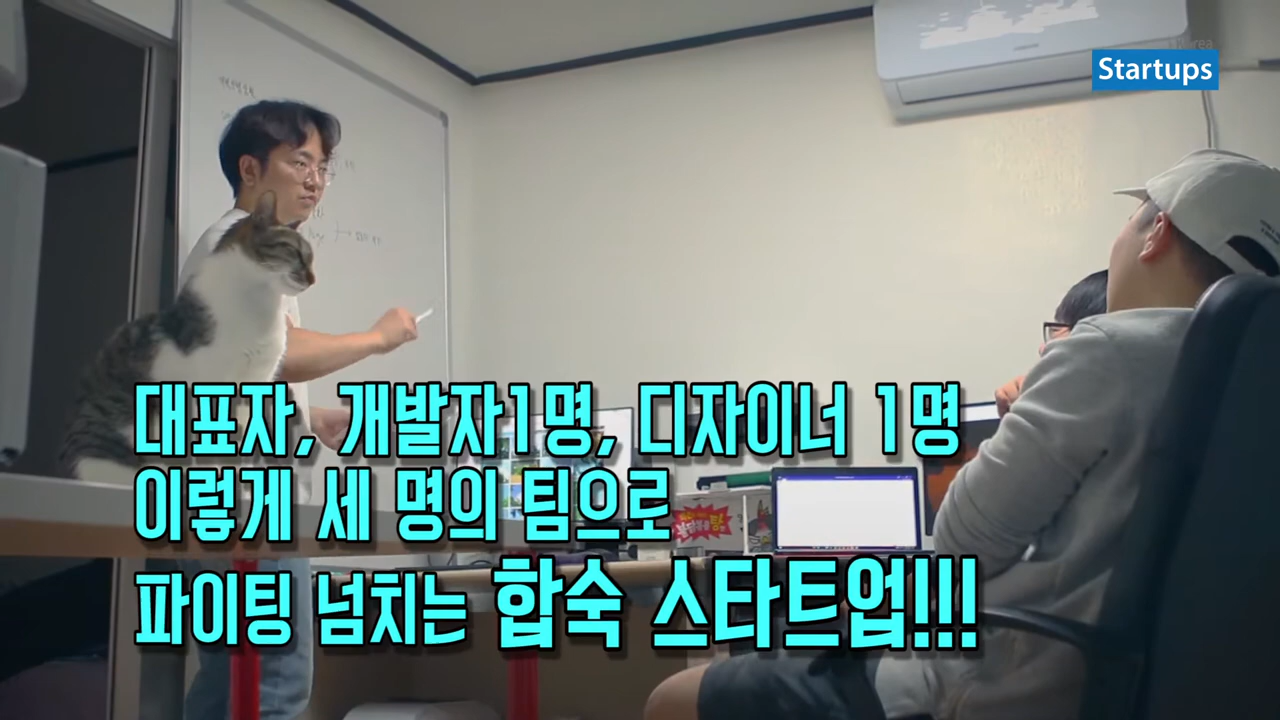 Startups
대표자, 개발자1명, 디자이너 1명
이렇게 세 명의 팀으로
파이팅 넘치는 합숙 스타트업!!!